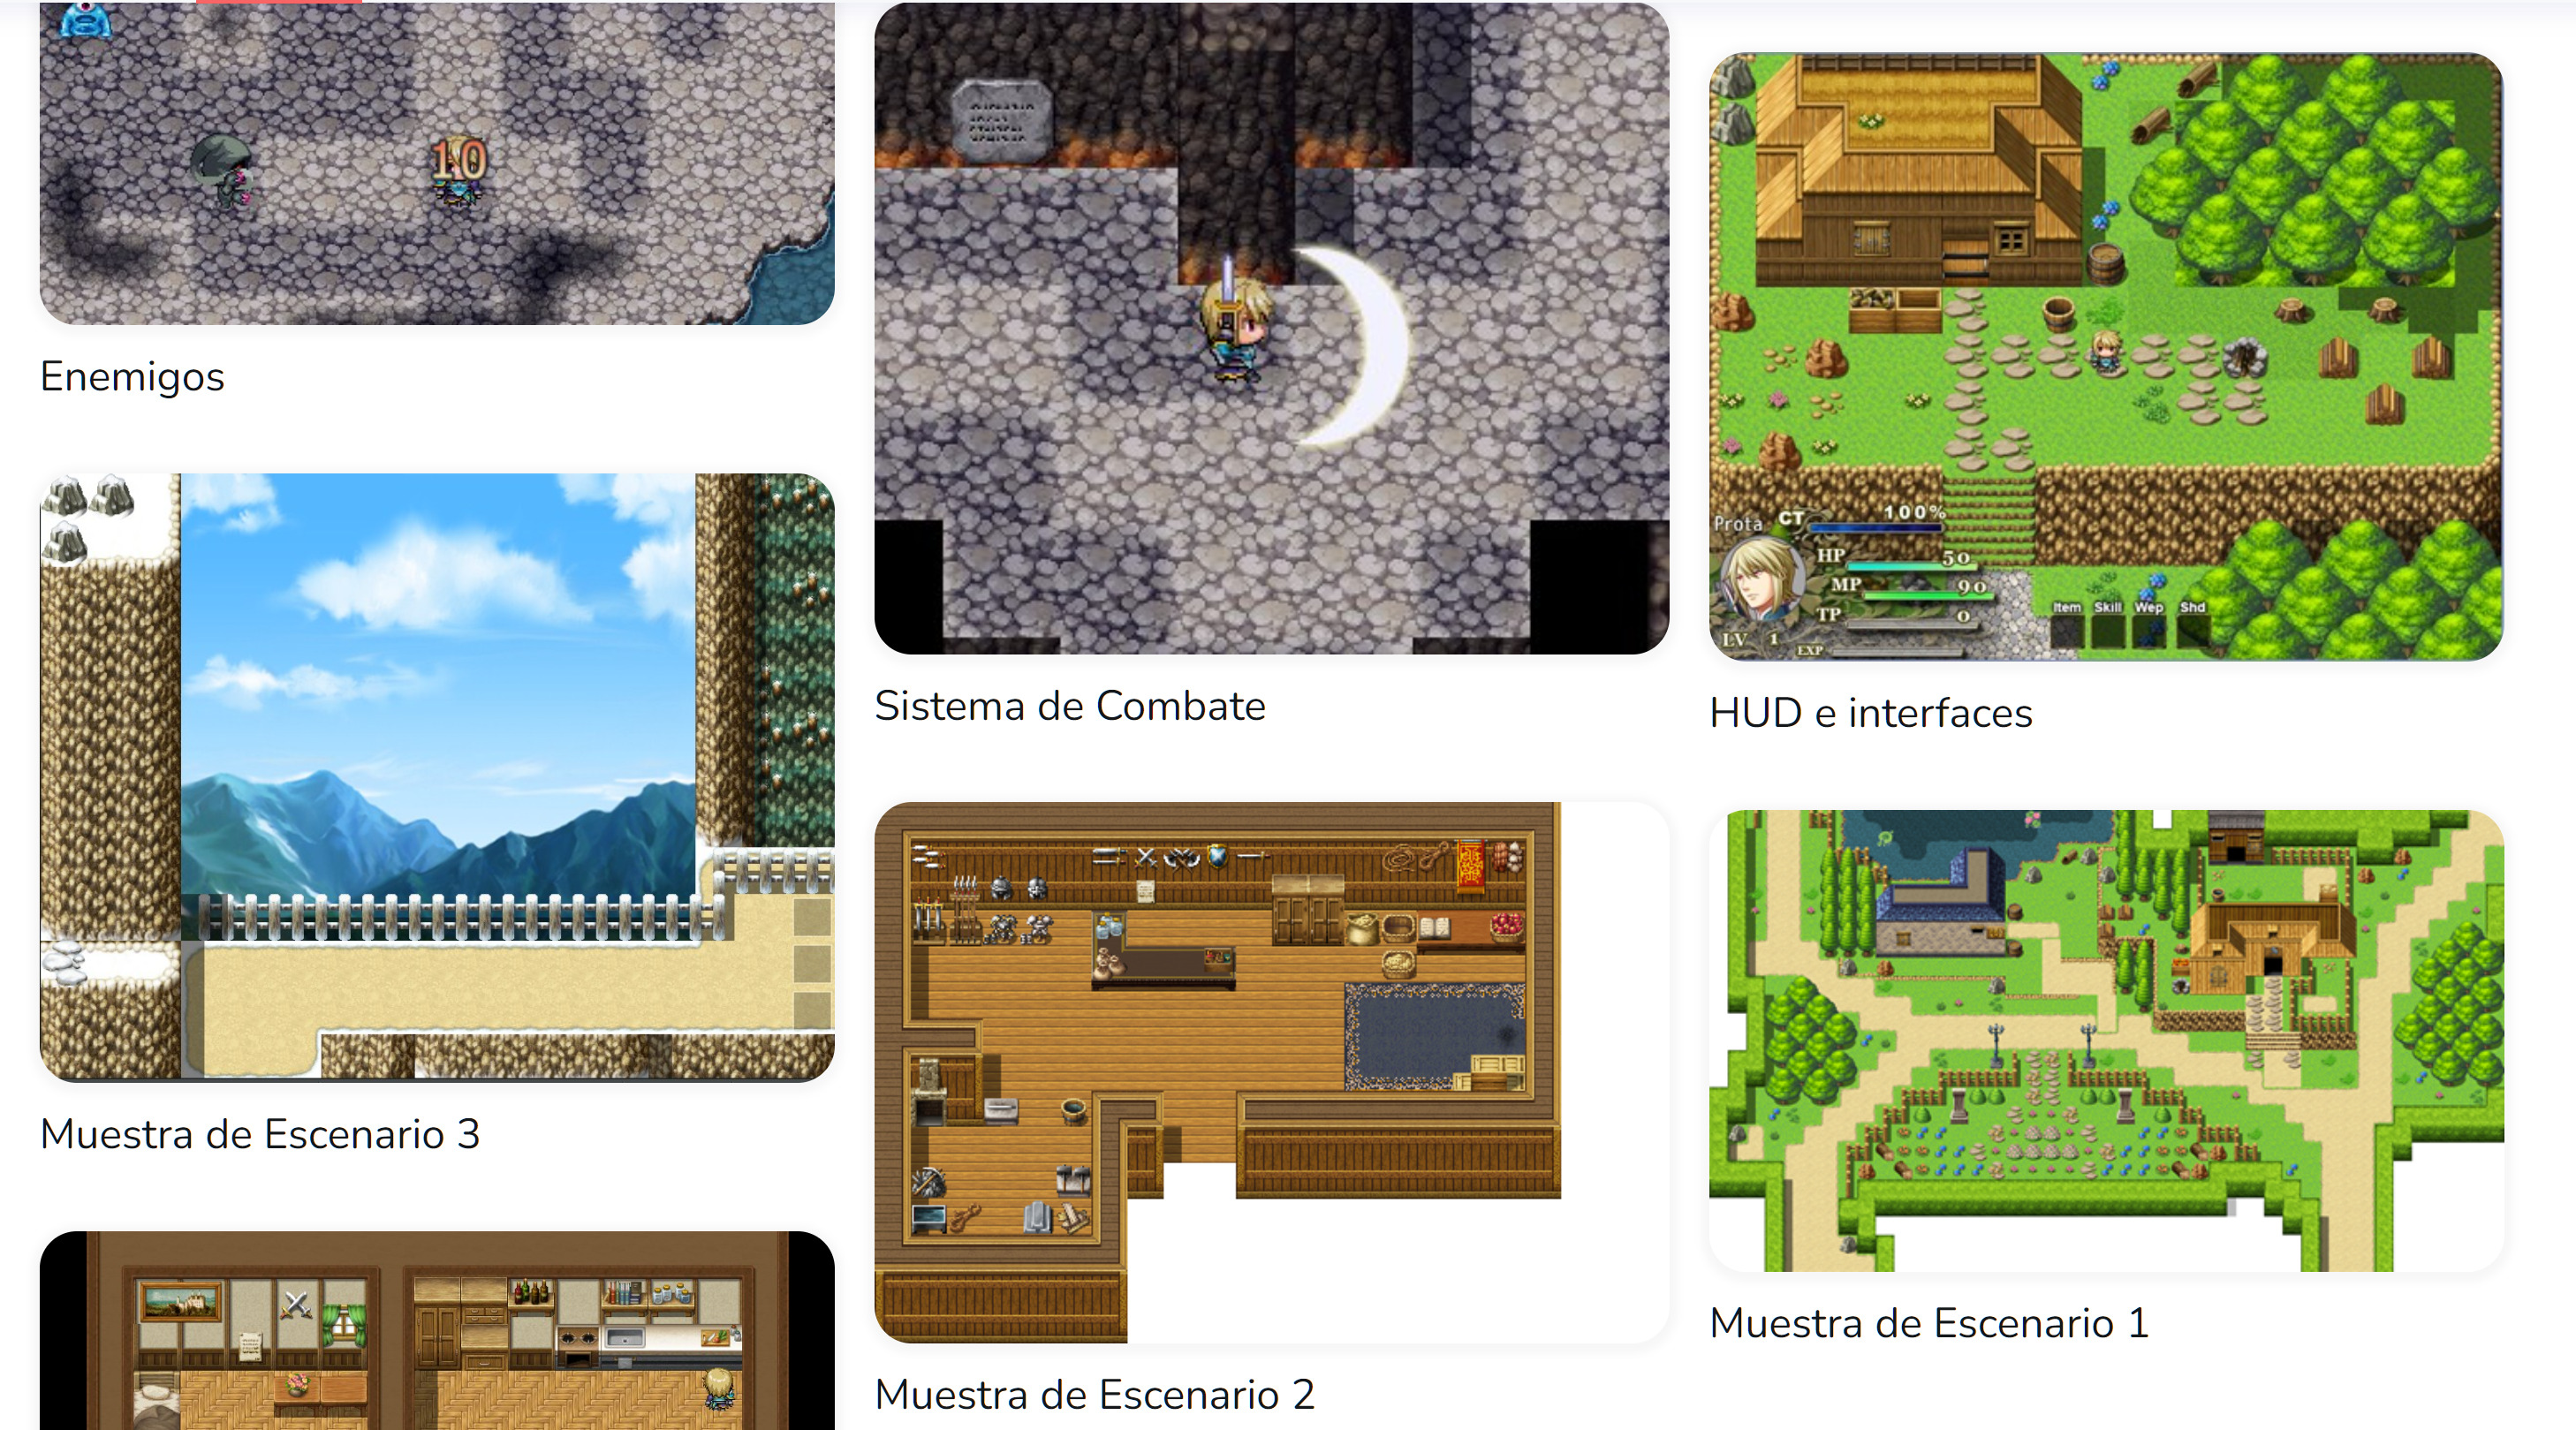 10
Enemigos
Sistema de Combate
Prota
CT
100%
HP
50
MP
90
TP
0
LV 1
EXP
Item Skill Wep Shd
HUD e interfaces
Muestra de Escenario 3
Muestra de Escenario 2
Muestra de Escenario 1